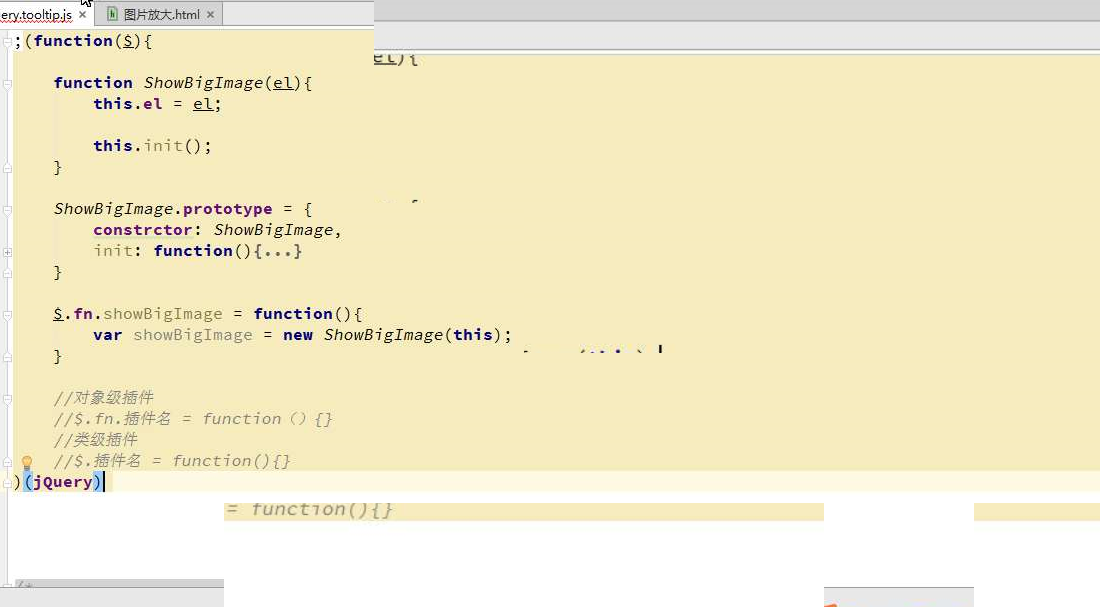 ery.tooltip.js × 图片放大.html ×
;(function($){
el){
function ShowBigImage(el){
this.el = el;
this.init();
}
ShowBigImage.prototype = {
constrctor: ShowBigImage,
init: function(){...}
}
$.fn.showBigImage = function(){
var showBigImage = new ShowBigImage(this);
}
//对象级插件
//$.fn.插件名 = function（）{}
//类级插件
//$.插件名 = function(){}
)(jQuery)
= function(){}